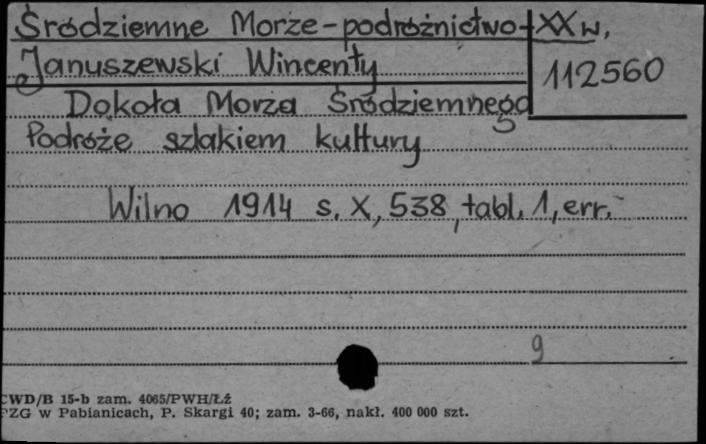 Śródziemne Morze - podróżnictwo - XX w.
Januszewski Wincenty
112560
Dokoła Morza Śródziemnego
Podróże szlakiem kultury
Wilno 1914 s. X, 538, tabl. 1, err.
9
CWD/B 15-b zam. 4065/PWH/Łź
PZG w Pabianicach, P. Skargi 40; zam. 3-66, nakł. 400 000 szt.